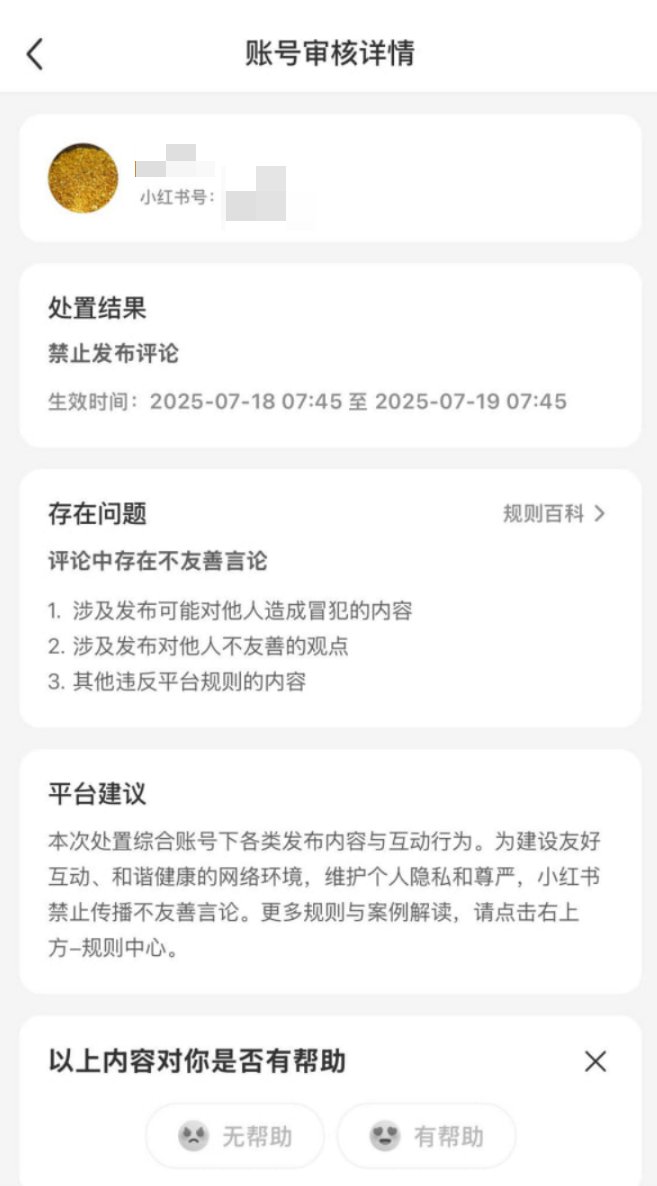 账号审核详情
小红书号：
处置结果
禁止发布评论
生效时间：2025-07-18 07:45 至 2025-07-19 07:45
存在问题
规则百科
评论中存在不友善言论
1. 涉及发布可能对他人造成冒犯的内容
2. 涉及发布对他人不友善的观点
3. 其他违反平台规则的内容
平台建议
本次处置综合账号下各类发布内容与互动行为。为建设友好
互动、和谐健康的网络环境，维护个人隐私和尊严，小红书
禁止传播不友善言论。更多规则与案例解读，请点击右上
方–规则中心。
以上内容对你是否有帮助
无帮助
有帮助